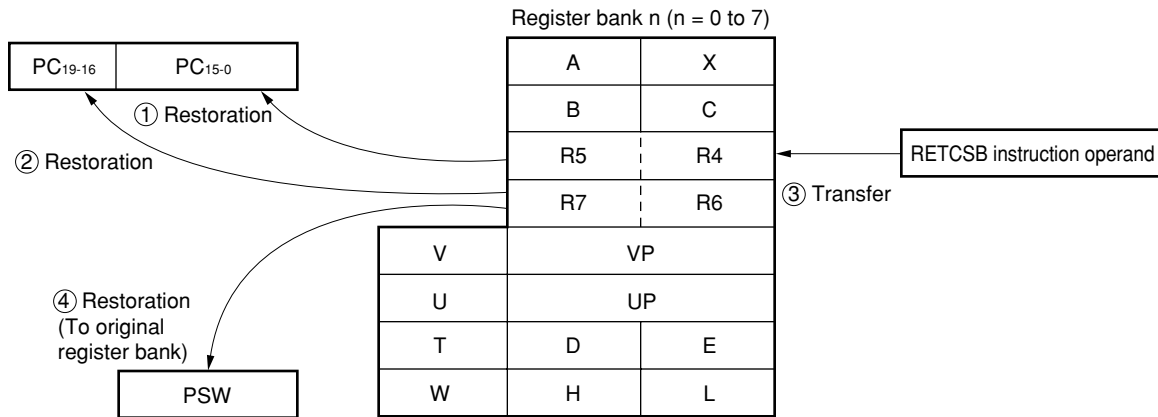 Register bank n (n = 0 to 7)
PC19-16 PC15-0
A X
① Restoration
B C
② Restoration
R5 R4
RETCSB instruction operand
③ Transfer
R7 R6
V VP
④ Restoration
(To original
register bank)
U UP
T D E
PSW
W H L